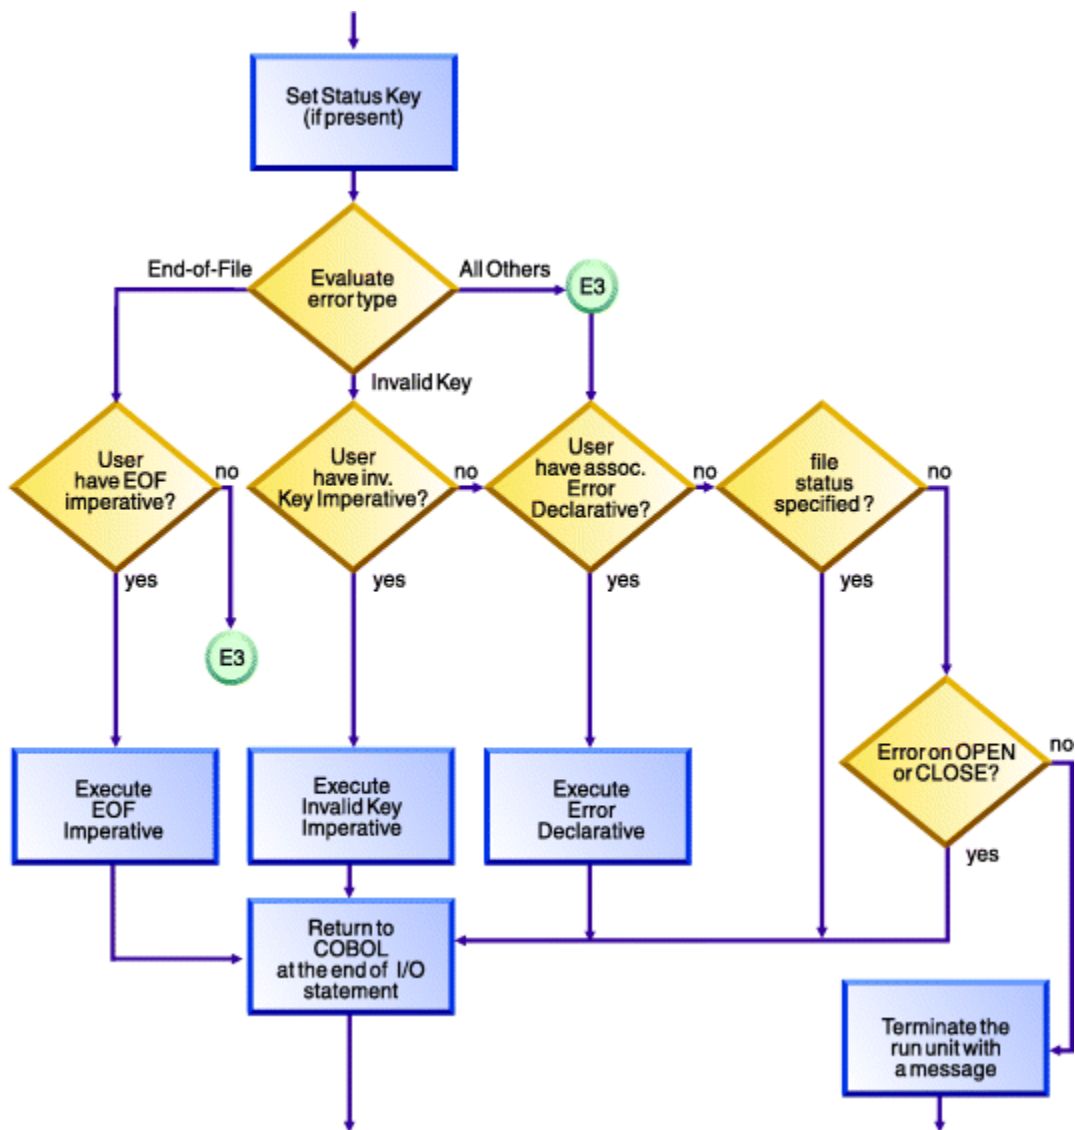 Set Status Key
(if present)
End-of-File
Evaluate
error type
All Others
E3
Invalid Key
User
have EOF
imperative?
no
yes
User
have inv.
Key Imperative?
no
yes
User
have assoc.
Error
Declarative?
no
yes
file
status
specified ?
no
yes
E3
Error on OPEN
or CLOSE?
no
yes
Execute
EOF
Imperative
Execute
Invalid Key
Imperative
Execute
Error
Declarative
Return to
COBOL
at the end of I/O
statement
Terminate the
run unit with
a message